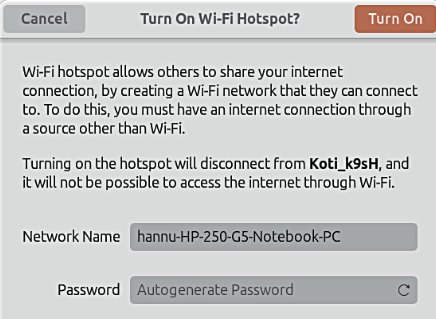 Cancel Turn On Wi-Fi Hotspot? Turn On
Wi-Fi hotspot allows others to share your internet
connection, by creating a Wi-Fi network that they can connect
to. To do this, you must have an internet connection through
a source other than Wi-Fi.
Turning on the hotspot will disconnect from Koti_k9sH, and
it will not be possible to access the internet through Wi-Fi.
Network Name hannu-HP-250-G5-Notebook-PC
Password Autogenerate Password